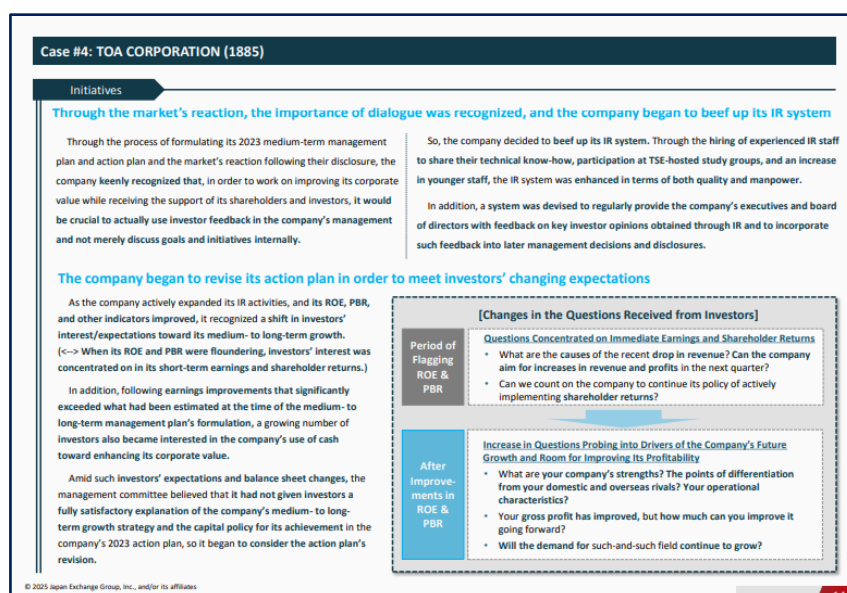 Case #4: TOA CORPORATION (1885)
Initiatives
Through the market's reaction, the importance of dialogue was recognized, and the company began to beef up its IR system
Through the process of formulating its 2023 medium-term management
plan and action plan and the market's reaction following their disclosure, the
company keenly recognized that, in order to work on improving its corporate
value while receiving the support of its shareholders and investors, it would
be crucial to actually use investor feedback in the company's management
and not merely discuss goals and initiatives internally.
So, the company decided to beef up its IR system. Through the hiring of experienced IR staff
to share their technical know-how, participation at TSE-hosted study groups, and an increase
in younger staff, the IR system was enhanced in terms of both quality and manpower.
In addition, a system was devised to regularly provide the company's executives and board
of directors with feedback on key investor opinions obtained through IR and to incorporate
such feedback into later management decisions and disclosures.
The company began to revise its action plan in order to meet investors' changing expectations
As the company actively expanded its IR activities, and its ROE, PBR,
and other indicators improved, it recognized a shift in investors'
interest/expectations toward its medium- to long-term growth.
(<--> When its ROE and PBR were floundering, investors' interest was
concentrated on in its short-term earnings and shareholder returns.)
In addition, following earnings improvements that significantly
exceeded what had been estimated at the time of the medium- to
long-term management plan's formulation, a growing number of
investors also became interested in the company's use of cash
toward enhancing its corporate value.
Amid such investors' expectations and balance sheet changes, the
management committee believed that it had not given investors a
fully satisfactory explanation of the company's medium- to long-
term growth strategy and the capital policy for its achievement in the
company's 2023 action plan, so it began to consider the action plan's
revision.
[Changes in the Questions Received from Investors]
Period of
Flagging
ROE &
PBR
Questions Concentrated on Immediate Earnings and Shareholder Returns
• What are the causes of the recent drop in revenue? Can the company
aim for increases in revenue and profits in the next quarter?
• Can we count on the company to continue its policy of actively
implementing shareholder returns?
After
Improve-
ments in
ROE &
PBR
Increase in Questions Probing into Drivers of the Company's Future
Growth and Room for Improving Its Profitability
• What are your company's strengths? The points of differentiation
from your domestic and overseas rivals? Your operational
characteristics?
• Your gross profit has improved, but how much can you improve it
going forward?
• Will the demand for such-and-such field continue to grow?
© 2025 Japan Exchange Group, Inc., and/or its affiliates